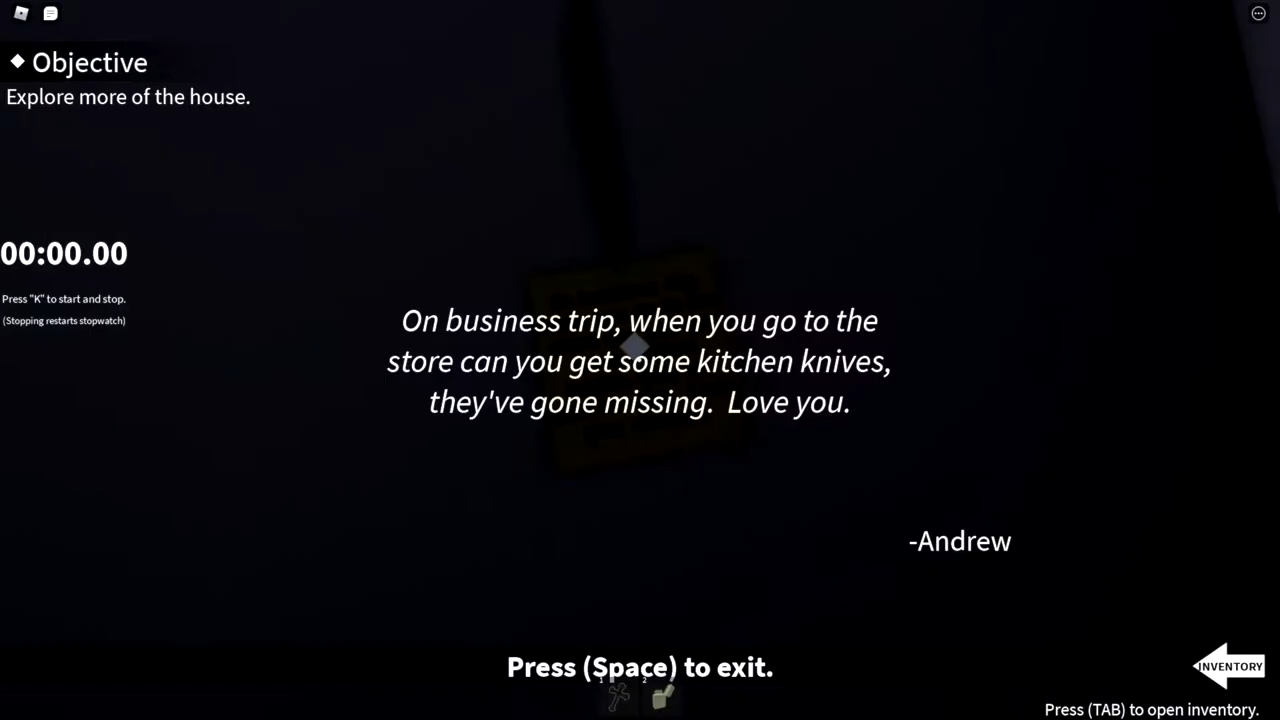 Objective
Explore more of the house.
00:00.00
Press "K" to start and stop.
(Stopping restarts stopwatch)
On business trip, when you go to the
store can you get some kitchen knives,
they've gone missing.  Love you.
-Andrew
Press (Space) to exit.
1 2
INVENTORY
Press (TAB) to open inventory.